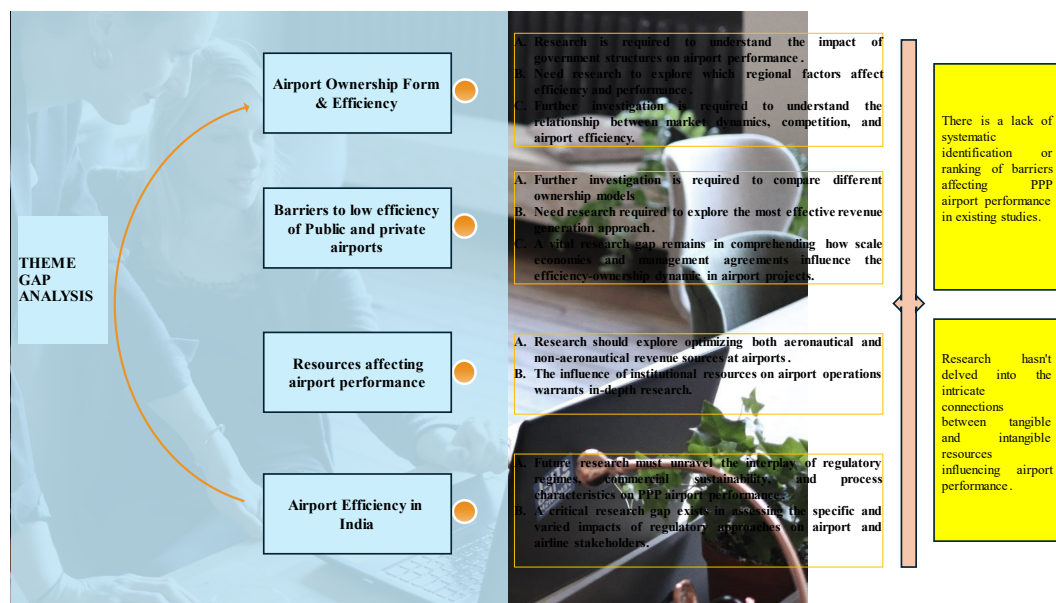 THEME
GAP
ANALYSIS
Airport Ownership Form
& Efficiency
A. Research is required to understand the impact of
government structures on airport performance.
B. Need research to explore which regional factors affect
efficiency and performance.
C. Further investigation is required to understand the
relationship between market dynamics, competition, and
airport efficiency.
Barriers to low efficiency
of Public and private
airports
A. Further investigation is required to compare different
ownership models
B. Need research required to explore the most effective revenue
generation approach.
C. A vital research gap remains in comprehending how scale
economies and management agreements influence the
efficiency-ownership dynamic in airport projects.
Resources affecting
airport performance
A. Research should explore optimizing both aeronautical and
non-aeronautical revenue sources at airports.
B. The influence of institutional resources on airport operations
warrants in-depth research.
Airport Efficiency in
India
A. Future research must unravel the interplay of regulatory
regimes, commercial sustainability, and process
characteristics on PPP airport performance.
B. A critical research gap exists in assessing the specific and
varied impacts of regulatory approaches on airport and
airline stakeholders.
There is a lack of
systematic
identification or
ranking of barriers
affecting PPP
airport performance
in existing studies.
Research hasn't
delved into the
intricate
connections
between tangible
and intangible
resources
influencing airport
performance.